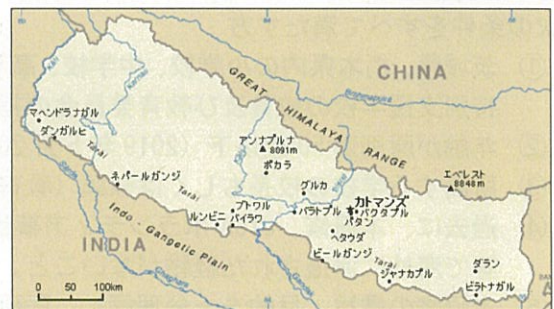 CHINA
GREAT HIMALAYA RANGE
Karnali
マヘンドラナガル
ダンガルヒ
アンナプルナ
8091m
ポカラ
エベレスト
8848m
Tarai
ネパールガンジ
Tarai
グルカ
カトマンズ
バクタプル
パタン
ブトワル
バラトプル
ルンビニ
バイラワ
ヘタウダ
Indo - Gangetic Plain
INDIA
ビールガンジ
Tarai
ジャナカプル
ダラン
ビラトナガル
0 50 100km